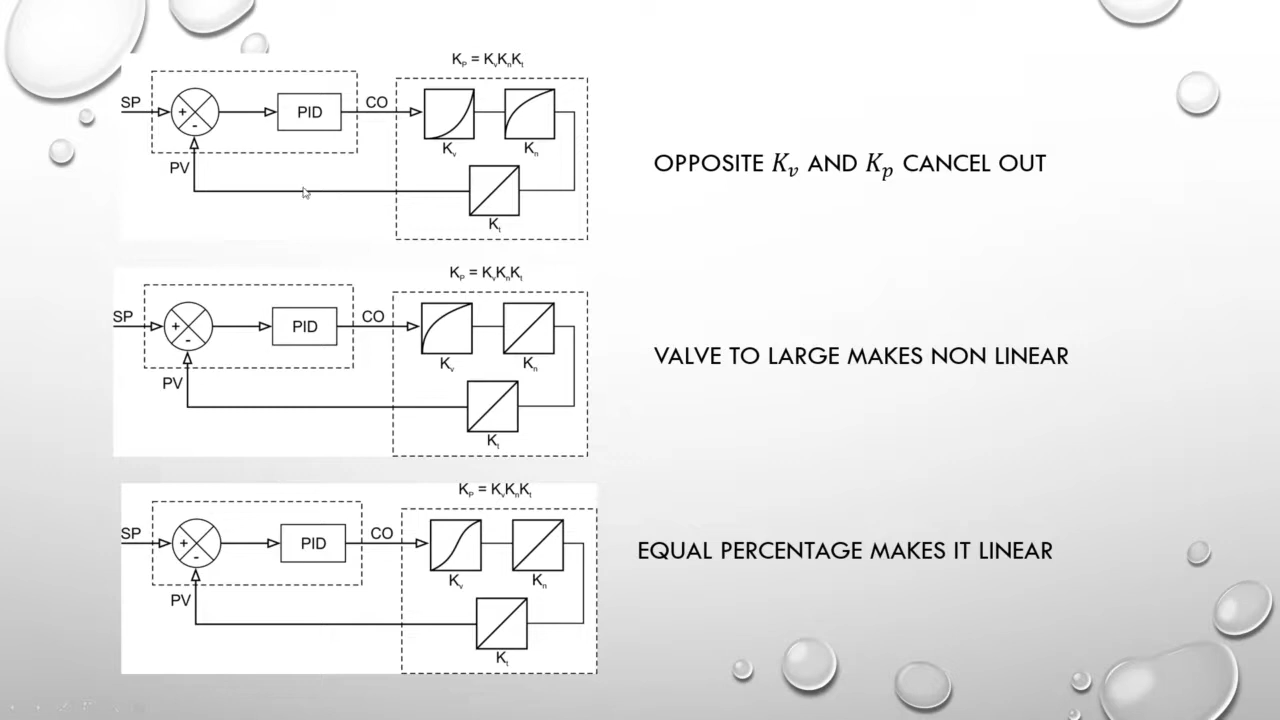 Kₚ = KᵥKₙKₜ
SP
+
-
PID
CO
Kᵥ
Kₙ
PV
Kₜ
OPPOSITE 𝐾ᵥ AND 𝐾ₚ CANCEL OUT
Kₚ = KᵥKₙKₜ
SP
+
-
PID
CO
Kᵥ
Kₙ
PV
Kₜ
VALVE TO LARGE MAKES NON LINEAR
Kₚ = KᵥKₙKₜ
SP
+
-
PID
CO
Kᵥ
Kₙ
PV
Kₜ
EQUAL PERCENTAGE MAKES IT LINEAR